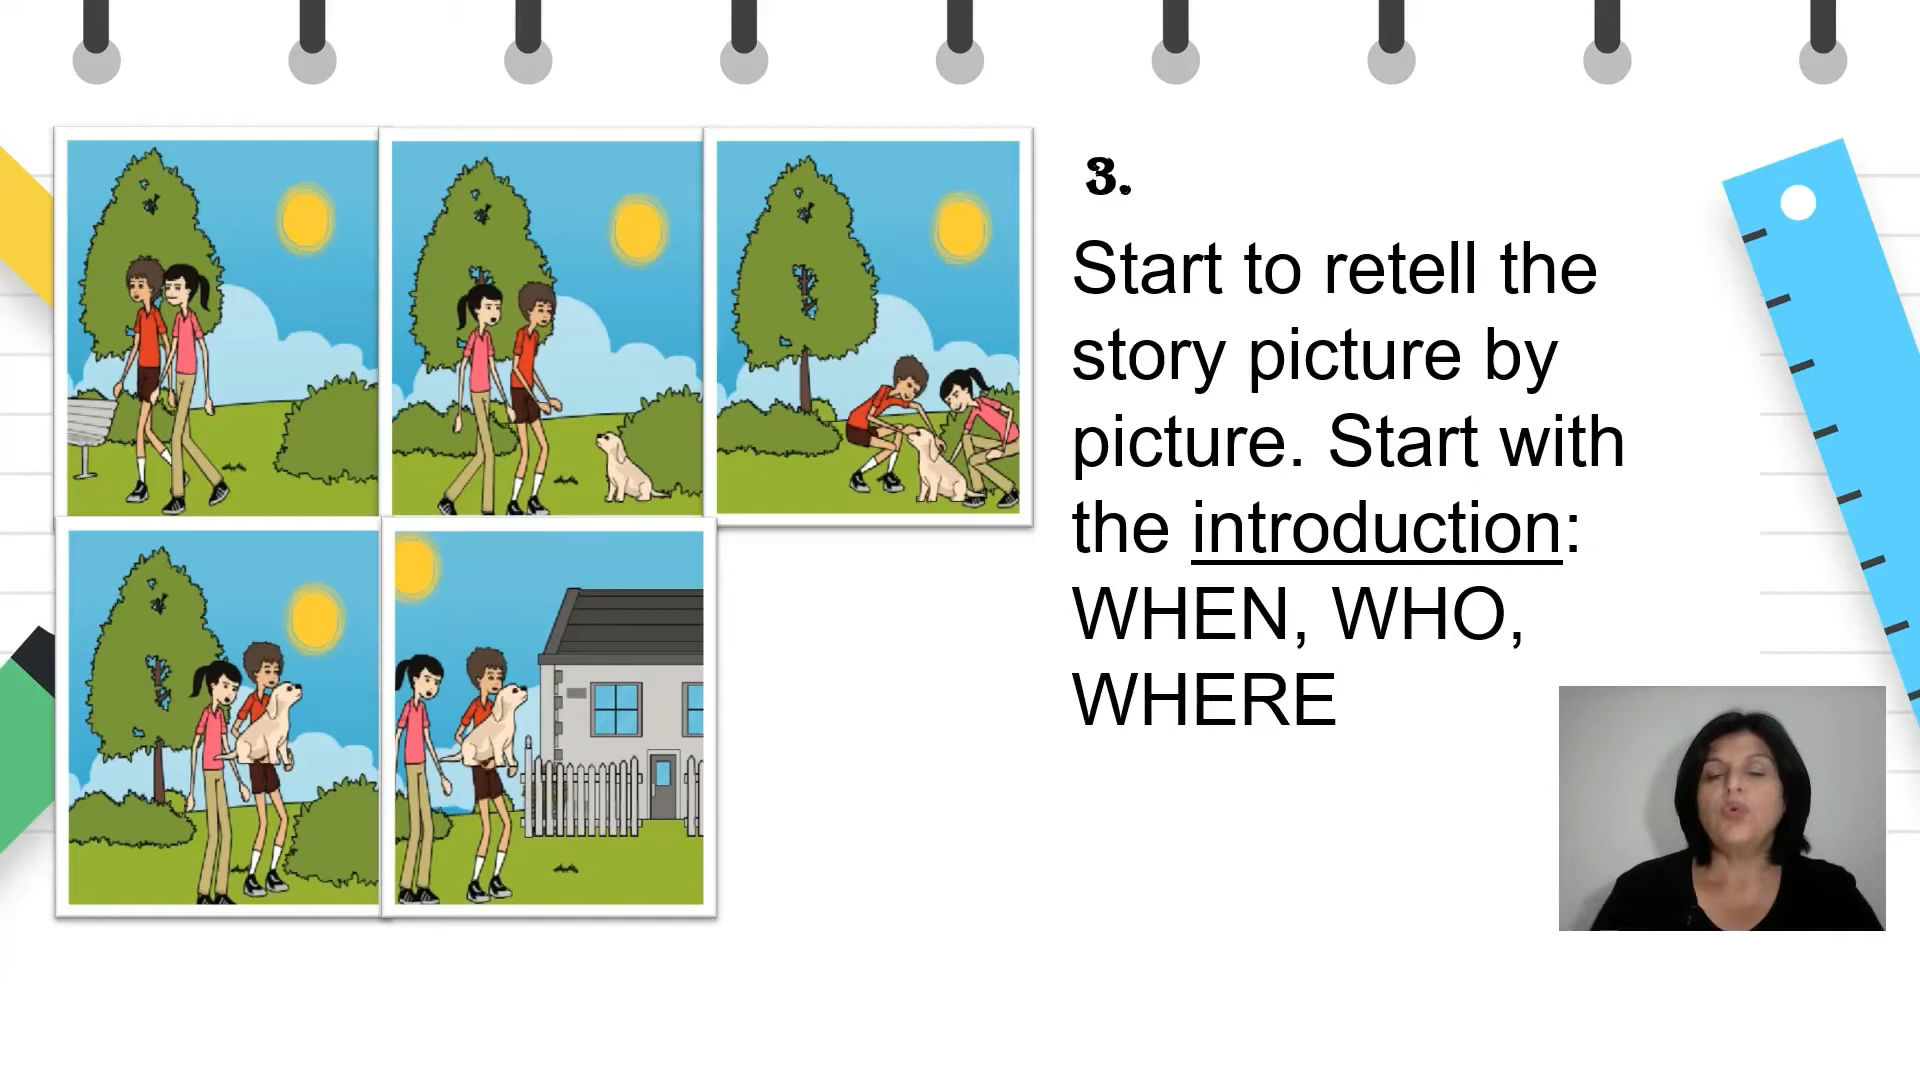 3.
Start to retell the
story picture by
picture. Start with
the introduction:
WHEN, WHO,
WHERE